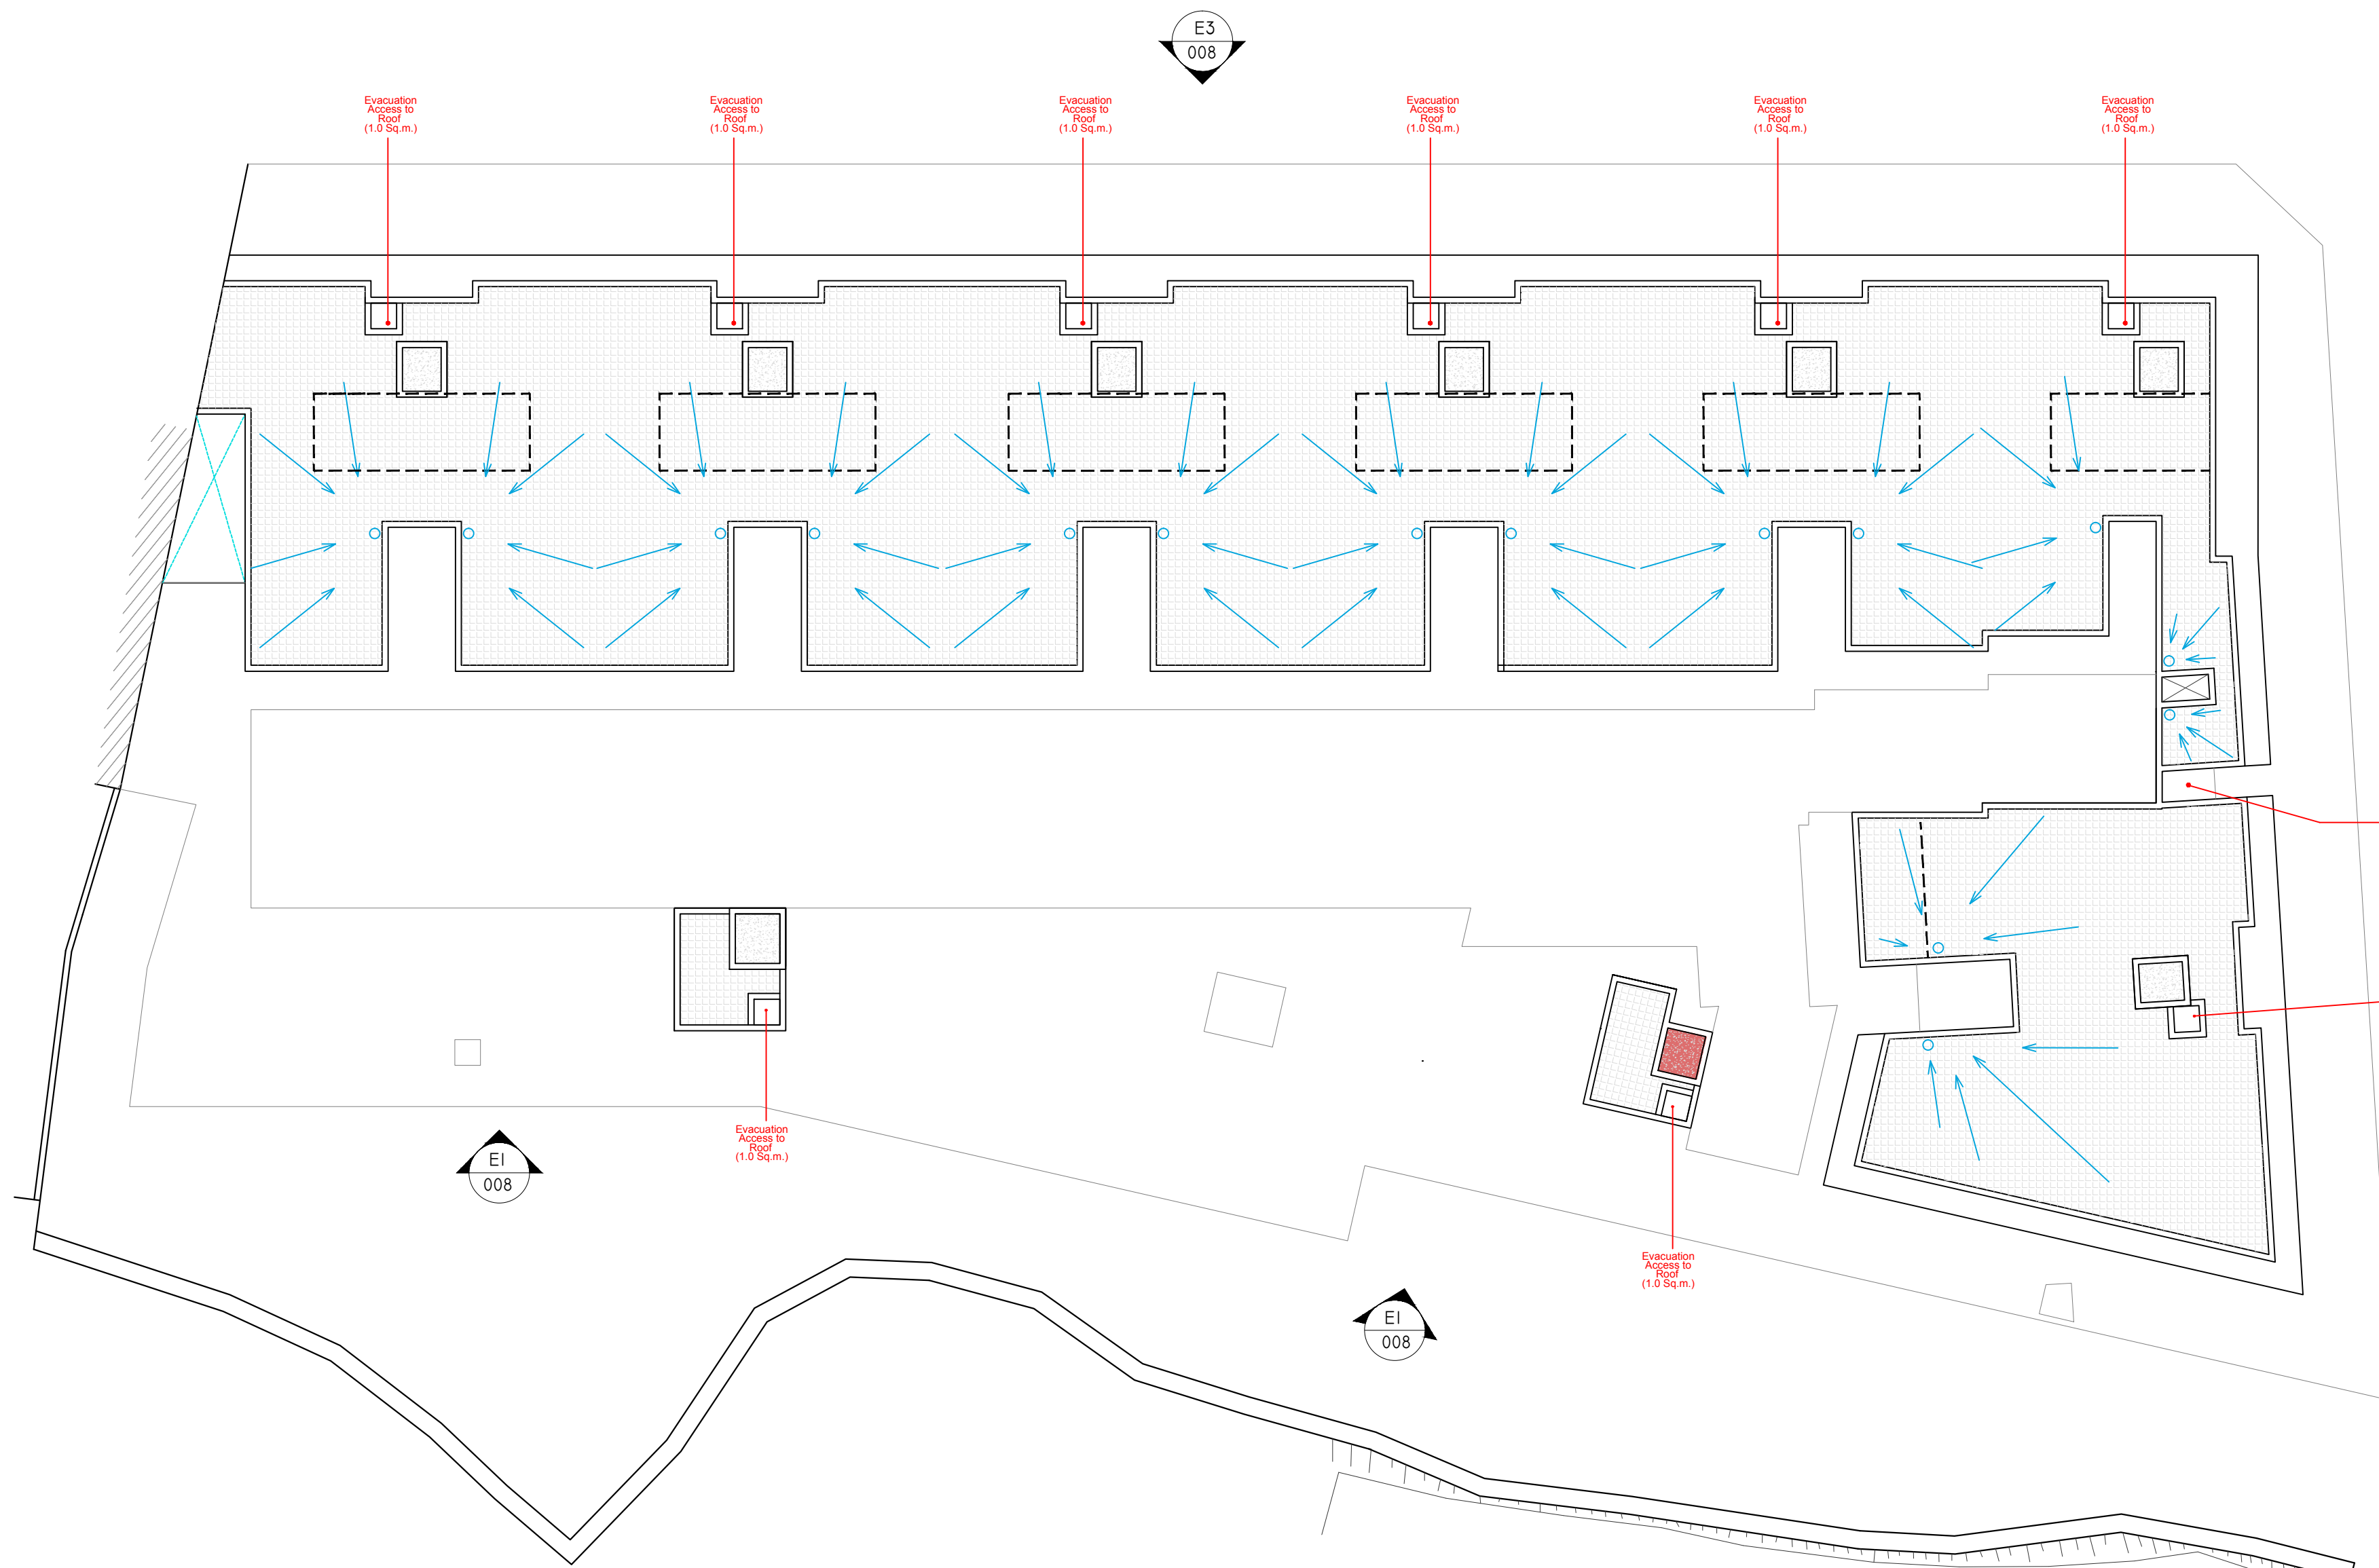 E3
008
Evacuation
Access to
Roof
(1.0 Sq.m.)
Evacuation
Access to
Roof
(1.0 Sq.m.)
Evacuation
Access to
Roof
(1.0 Sq.m.)
Evacuation
Access to
Roof
(1.0 Sq.m.)
Evacuation
Access to
Roof
(1.0 Sq.m.)
Evacuation
Access to
Roof
(1.0 Sq.m.)
Evacuation
Access to
Roof
(1.0 Sq.m.)
E1
008
Evacuation
Access to
Roof
(1.0 Sq.m.)
E1
008